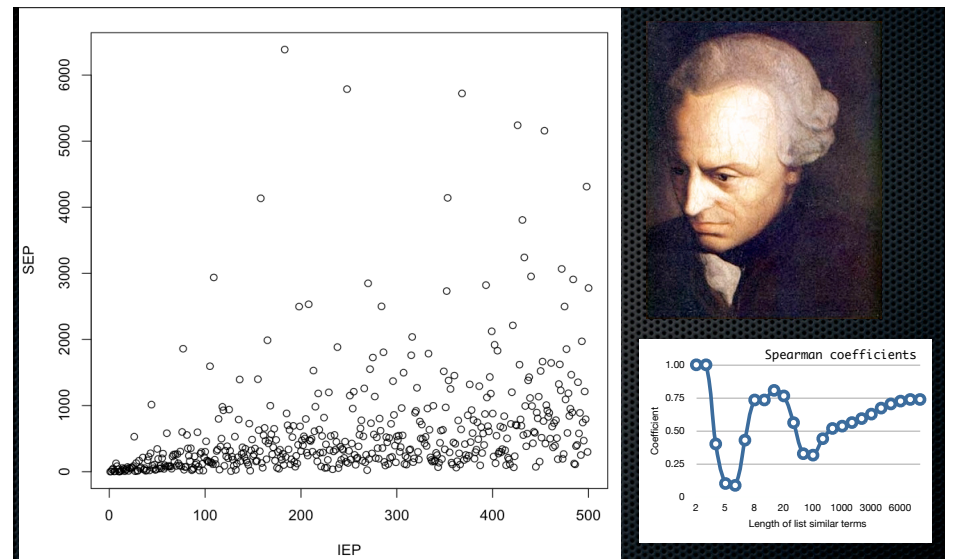 SEP
6000
5000
4000
3000
2000
1000
0
0 100 200 300 400 500
IEP
Spearman coefficients
Coefficient
1.00
0.75
0.50
0.25
0
2 5 8 20 100 1000 3000 6000
Length of list similar terms